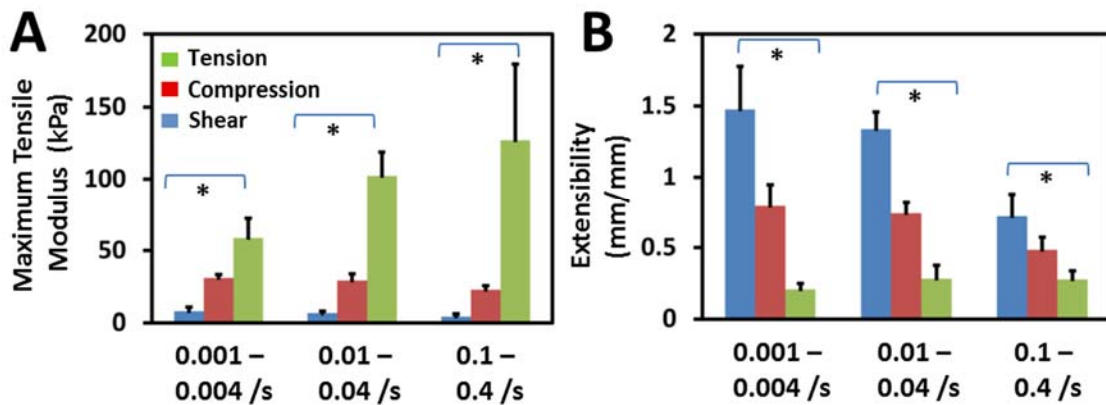 A
Maximum Tensile
Modulus (kPa)
200
150
100
50
0
Tension
Compression
Shear
*
*
*
0.001 –
0.004 /s
0.01 –
0.04 /s
0.1 –
0.4 /s
B
Extensibility
(mm/mm)
2
1.5
1
0.5
0
*
*
*
0.001 –
0.004 /s
0.01 –
0.04 /s
0.1 –
0.4 /s